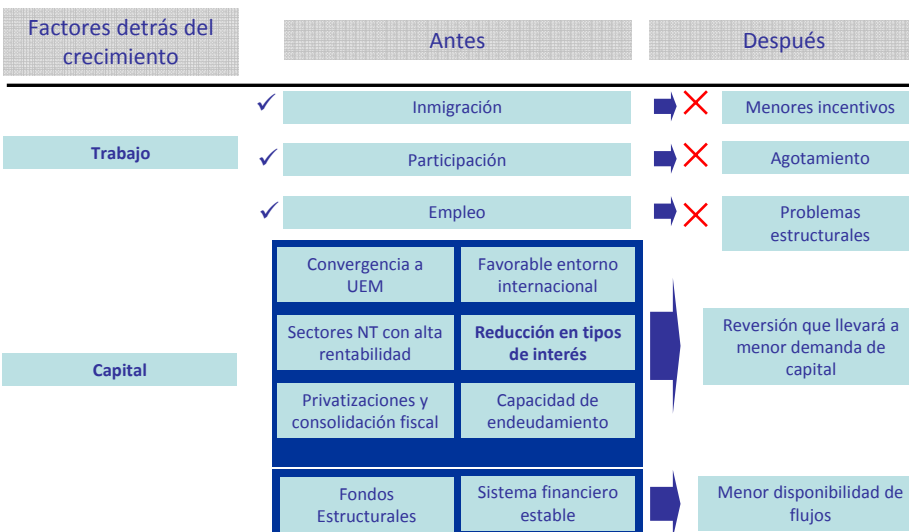 Factores detrás del
crecimiento
Antes
Después
Inmigración
Menores incentivos
Trabajo
Participación
Agotamiento
Empleo
Problemas
estructurales
Convergencia a
UEM
Favorable entorno
internacional
Sectores NT con alta
rentabilidad
Reducción en tipos
de interés
Reversión que llevará a
menor demanda de
capital
Capital
Privatizaciones y
consolidación fiscal
Capacidad de
endeudamiento
Fondos
Estructurales
Sistema financiero
estable
Menor disponibilidad de
flujos